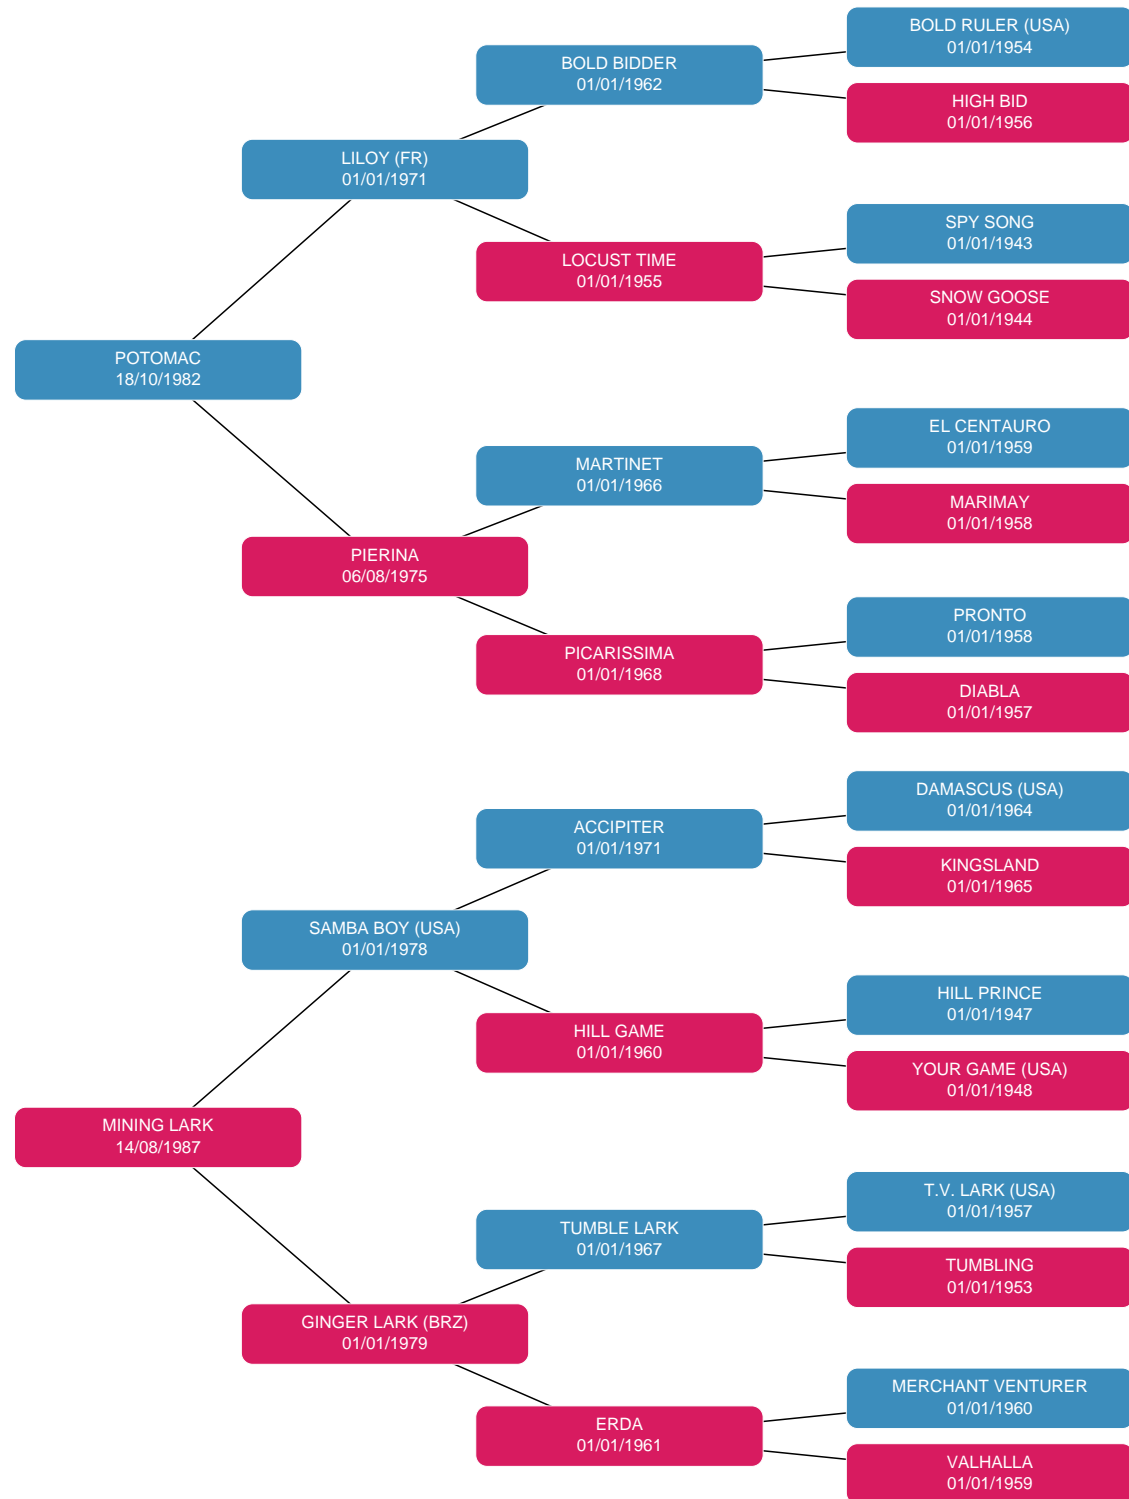 BOLD RULER (USA)
01/01/1954
BOLD BIDDER
01/01/1962
HIGH BID
01/01/1956
LILOY (FR)
01/01/1971
SPY SONG
01/01/1943
LOCUST TIME
01/01/1955
SNOW GOOSE
01/01/1944
POTOMAC
18/10/1982
EL CENTAURO
01/01/1959
MARTINET
01/01/1966
MARIMAY
01/01/1958
PIERINA
06/08/1975
PRONTO
01/01/1958
PICARISSIMA
01/01/1968
DIABLA
01/01/1957
DAMASCUS (USA)
01/01/1964
ACCIPITER
01/01/1971
KINGSLAND
01/01/1965
SAMBA BOY (USA)
01/01/1978
HILL PRINCE
01/01/1947
HILL GAME
01/01/1960
YOUR GAME (USA)
01/01/1948
MINING LARK
14/08/1987
T.V. LARK (USA)
01/01/1957
TUMBLE LARK
01/01/1967
TUMBLING
01/01/1953
GINGER LARK (BRZ)
01/01/1979
MERCHANT VENTURER
01/01/1960
ERDA
01/01/1961
VALHALLA
01/01/1959